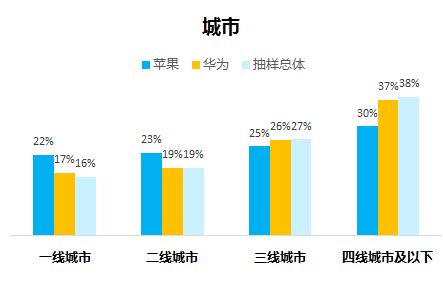 城市
苹果 华为 抽样总体
22% 17% 16% 23% 19% 19% 25% 26% 27% 30% 37% 38%
一线城市 二线城市 三线城市 四线城市及以下